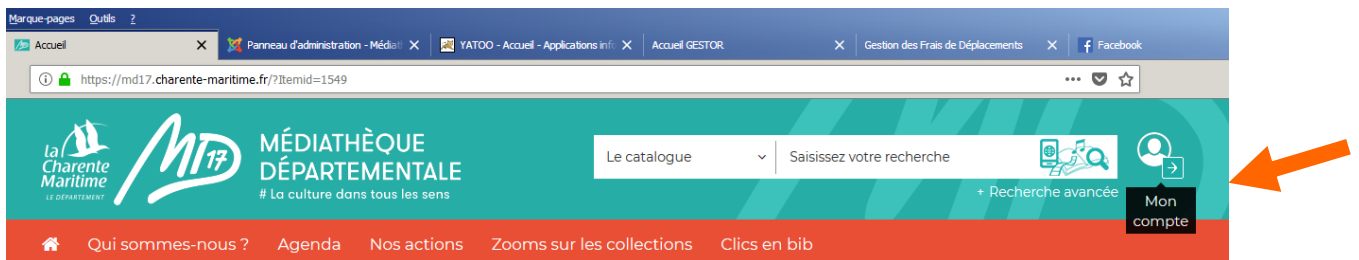 Marque-pages Outils ?
Accueil Panneau d'administration - Médiat YATOO - Accueil - Applications info Accueil GESTOR Gestion des Frais de Déplacements Facebook
https://md17.charente-maritime.fr/?Itemid=1549
la Charente Maritime
LE DÉPARTEMENT
MD17
MÉDIATHÈQUE
DÉPARTEMENTALE
# La culture dans tous les sens
Le catalogue Saisissez votre recherche
+ Recherche avancée
Mon
compte
Qui sommes-nous ? Agenda Nos actions Zooms sur les collections Clics en bib